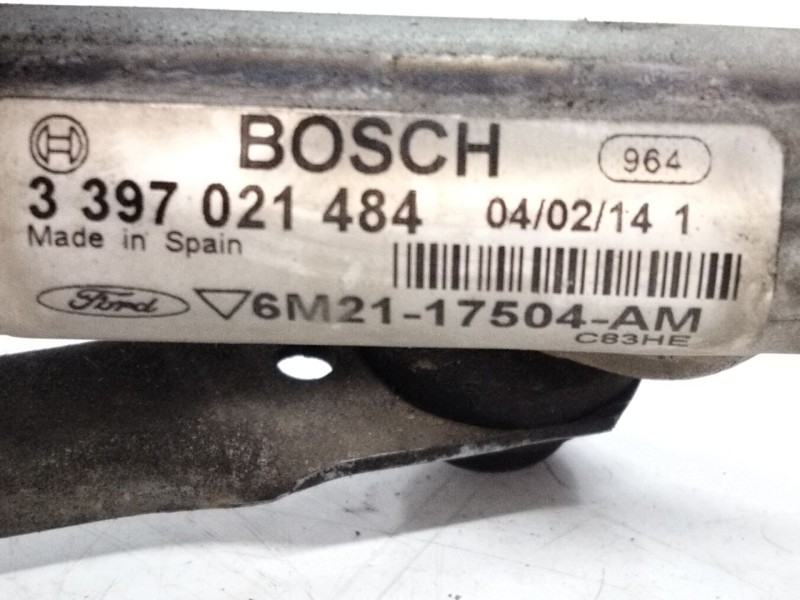 BOSCH
964
3 397 021 484
04/02/14 1
Made in Spain
Ford
6M21-17504-AM
C83HE